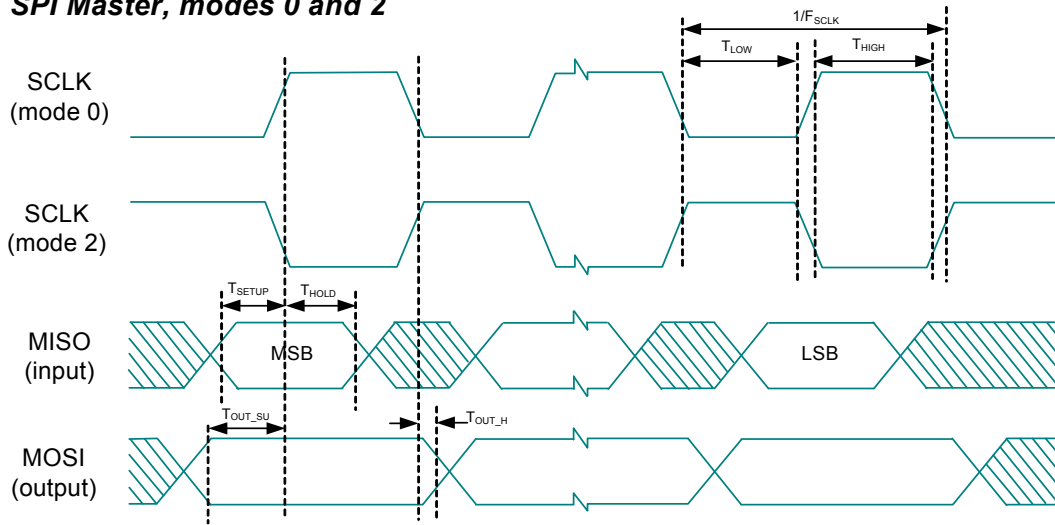 SPI Master, modes 0 and 2
1/FSCLK
TLOW
THIGH
SCLK
(mode 0)
SCLK
(mode 2)
TSETUP
THOLD
MISO
(input)
MSB
LSB
TOUT_SU
TOUT_H
MOSI
(output)